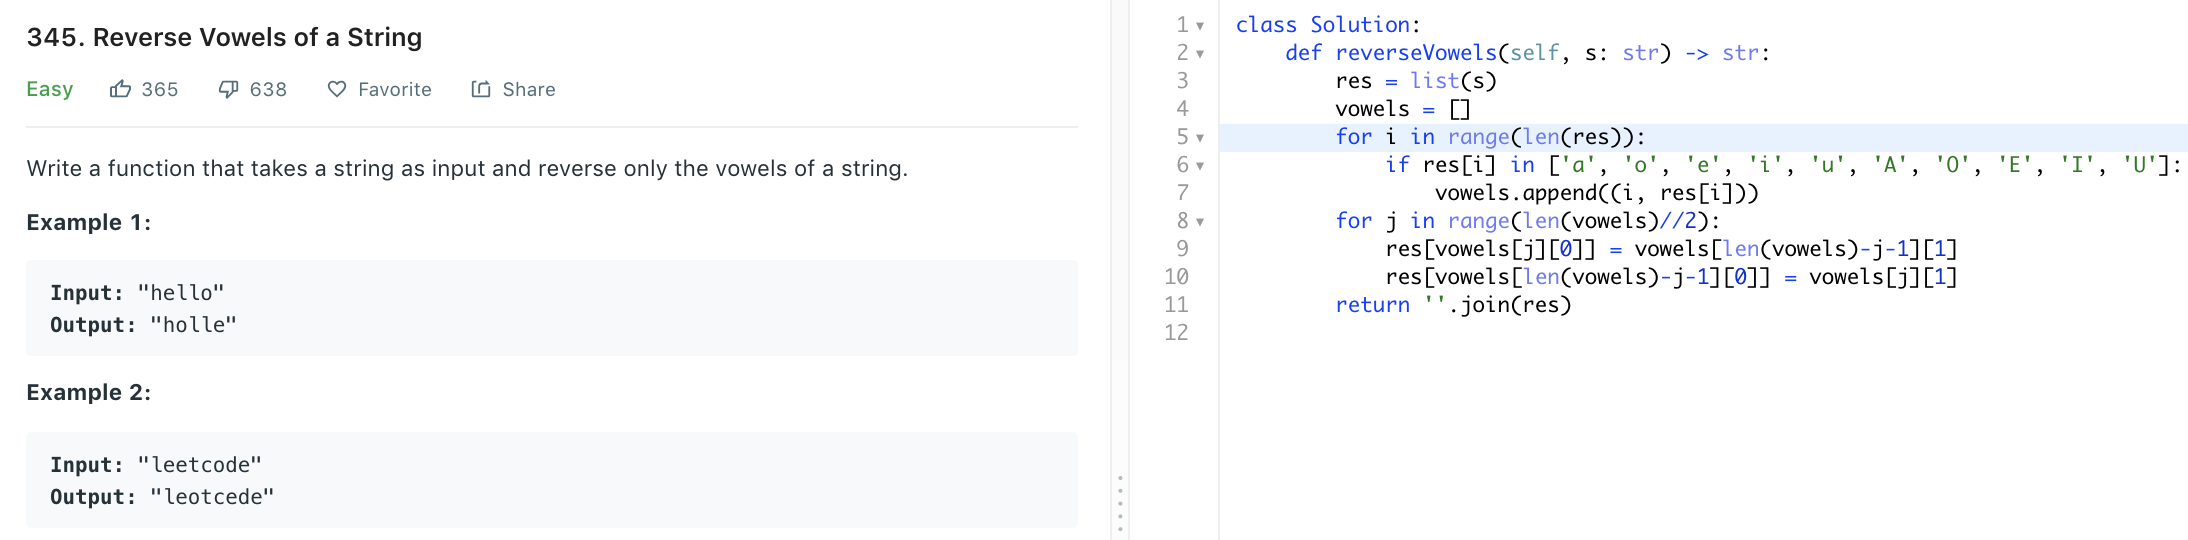 345. Reverse Vowels of a String
Easy 365 638 Favorite Share
Write a function that takes a string as input and reverse only the vowels of a string.
Example 1:
Input: "hello"
Output: "holle"
Example 2:
Input: "leetcode"
Output: "leotcede"
1 class Solution:
2     def reverseVowels(self, s: str) -> str:
3         res = list(s)
4         vowels = []
5         for i in range(len(res)):
6             if res[i] in ['a', 'o', 'e', 'i', 'u', 'A', 'O', 'E', 'I', 'U']:
7                 vowels.append((i, res[i]))
8         for j in range(len(vowels)//2):
9             res[vowels[j][0]] = vowels[len(vowels)-j-1][1]
10             res[vowels[len(vowels)-j-1][0]] = vowels[j][1]
11         return ''.join(res)
12